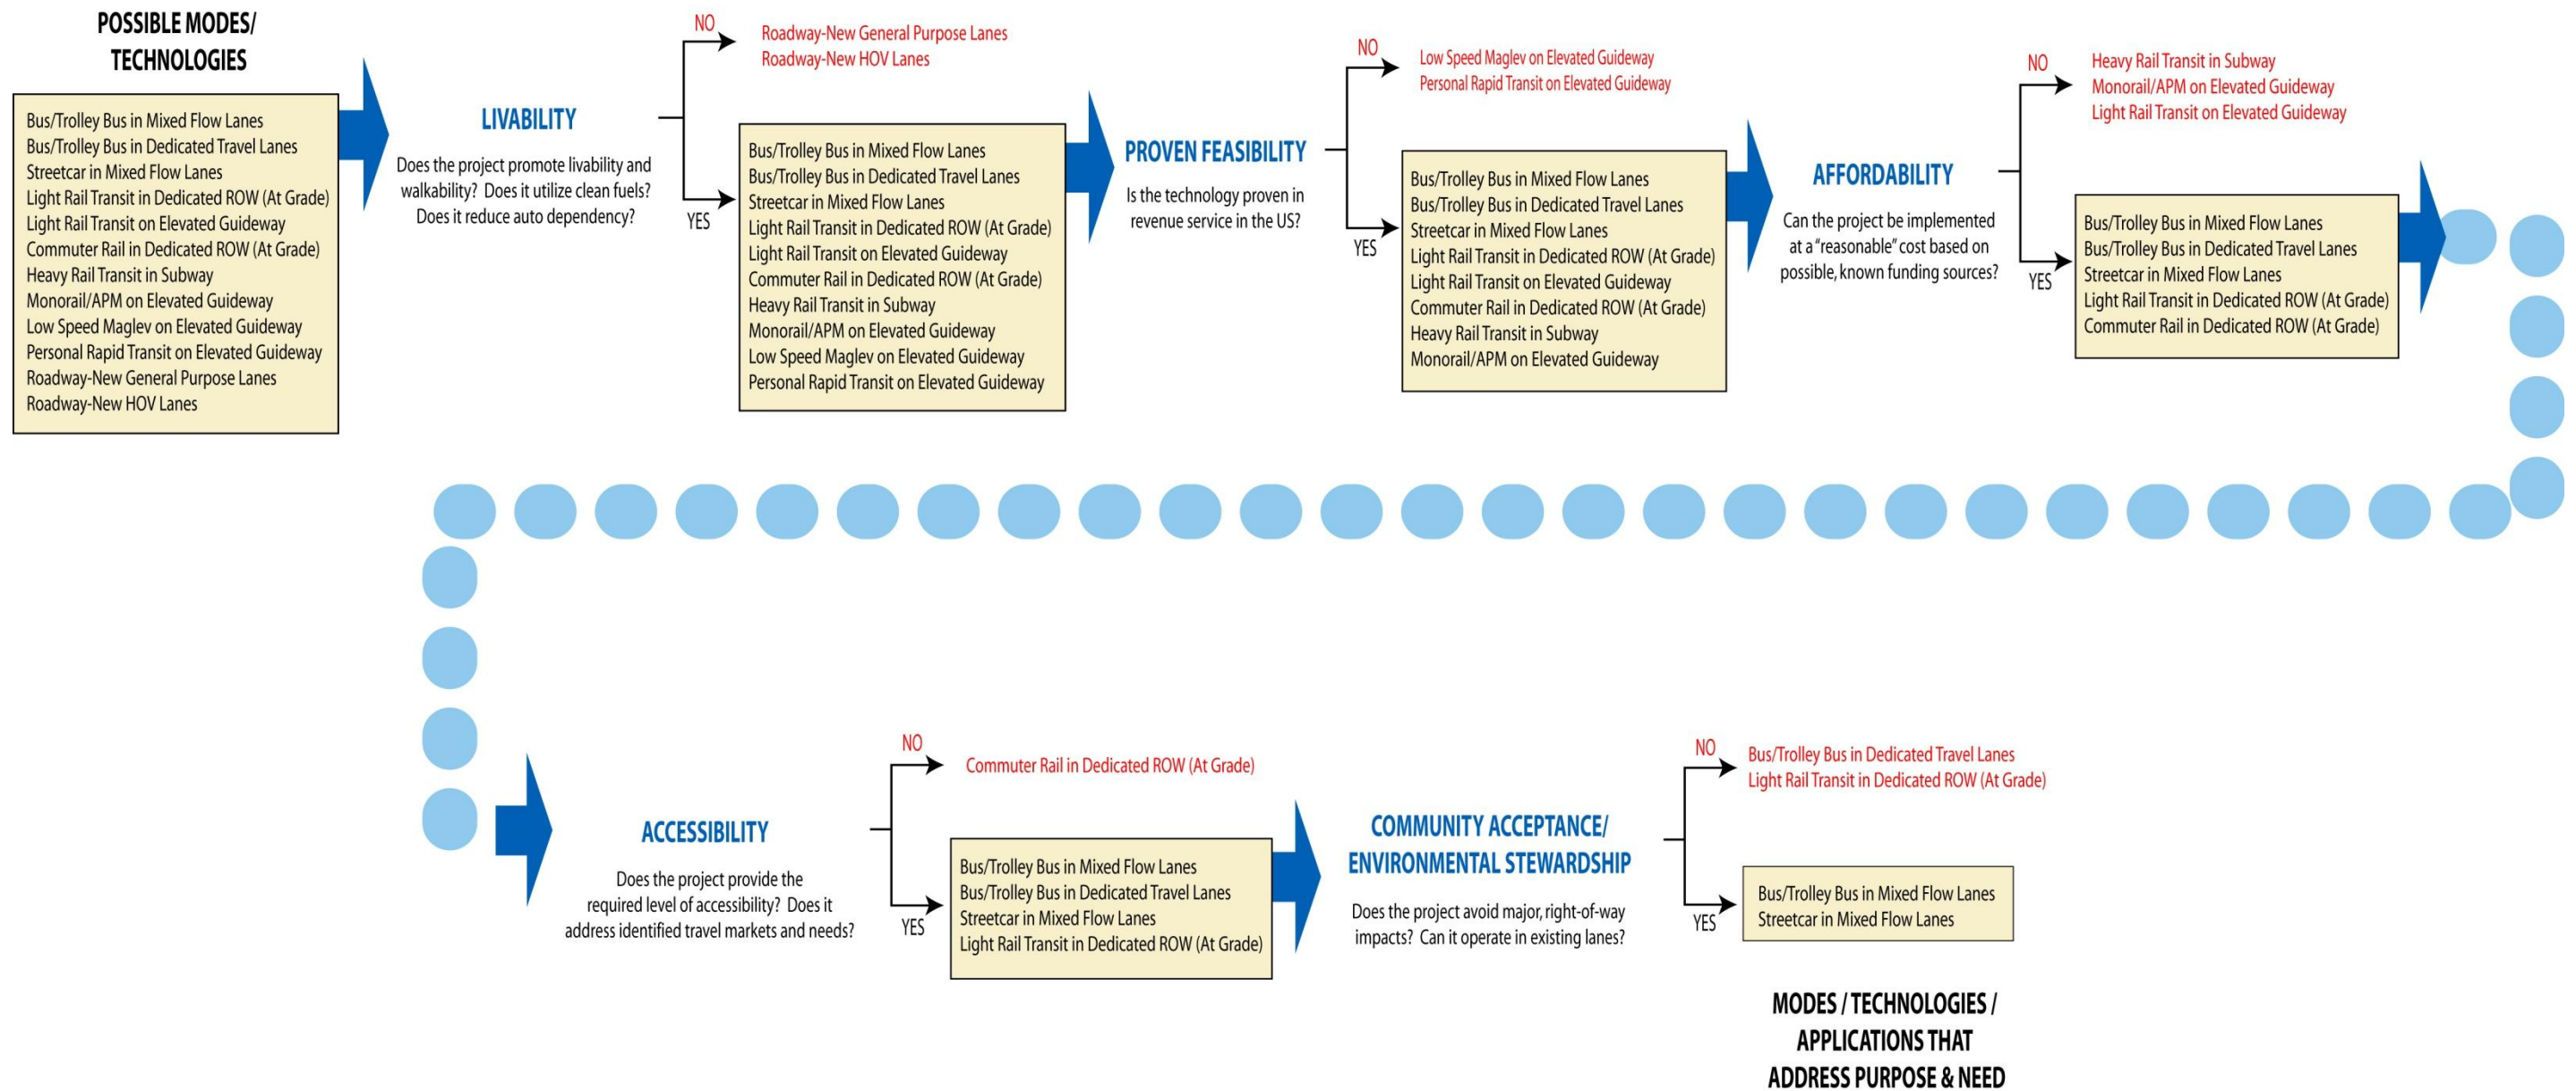 POSSIBLE MODES/
TECHNOLOGIES
Bus/Trolley Bus in Mixed Flow Lanes
Bus/Trolley Bus in Dedicated Travel Lanes
Streetcar in Mixed Flow Lanes
Light Rail Transit in Dedicated ROW (At Grade)
Light Rail Transit on Elevated Guideway
Commuter Rail in Dedicated ROW (At Grade)
Heavy Rail Transit in Subway
Monorail/APM on Elevated Guideway
Low Speed Maglev on Elevated Guideway
Personal Rapid Transit on Elevated Guideway
Roadway-New General Purpose Lanes
Roadway-New HOV Lanes
LIVABILITY
Does the project promote livability and
walkability? Does it utilize clean fuels?
Does it reduce auto dependency?
NO
Roadway-New General Purpose Lanes
Roadway-New HOV Lanes
YES
Bus/Trolley Bus in Mixed Flow Lanes
Bus/Trolley Bus in Dedicated Travel Lanes
Streetcar in Mixed Flow Lanes
Light Rail Transit in Dedicated ROW (At Grade)
Light Rail Transit on Elevated Guideway
Commuter Rail in Dedicated ROW (At Grade)
Heavy Rail Transit in Subway
Monorail/APM on Elevated Guideway
Low Speed Maglev on Elevated Guideway
Personal Rapid Transit on Elevated Guideway
PROVEN FEASIBILITY
Is the technology proven in
revenue service in the US?
NO
Low Speed Maglev on Elevated Guideway
Personal Rapid Transit on Elevated Guideway
YES
Bus/Trolley Bus in Mixed Flow Lanes
Bus/Trolley Bus in Dedicated Travel Lanes
Streetcar in Mixed Flow Lanes
Light Rail Transit in Dedicated ROW (At Grade)
Light Rail Transit on Elevated Guideway
Commuter Rail in Dedicated ROW (At Grade)
Heavy Rail Transit in Subway
Monorail/APM on Elevated Guideway
AFFORDABILITY
Can the project be implemented
at a "reasonable" cost based on
possible, known funding sources?
NO
Heavy Rail Transit in Subway
Monorail/APM on Elevated Guideway
Light Rail Transit on Elevated Guideway
YES
Bus/Trolley Bus in Mixed Flow Lanes
Bus/Trolley Bus in Dedicated Travel Lanes
Streetcar in Mixed Flow Lanes
Light Rail Transit in Dedicated ROW (At Grade)
Commuter Rail in Dedicated ROW (At Grade)
ACCESSIBILITY
Does the project provide the
required level of accessibility? Does it
address identified travel markets and needs?
NO
Commuter Rail in Dedicated ROW (At Grade)
YES
Bus/Trolley Bus in Mixed Flow Lanes
Bus/Trolley Bus in Dedicated Travel Lanes
Streetcar in Mixed Flow Lanes
Light Rail Transit in Dedicated ROW (At Grade)
COMMUNITY ACCEPTANCE/
ENVIRONMENTAL STEWARDSHIP
Does the project avoid major, right-of-way
impacts? Can it operate in existing lanes?
NO
Bus/Trolley Bus in Dedicated Travel Lanes
Light Rail Transit in Dedicated ROW (At Grade)
YES
Bus/Trolley Bus in Mixed Flow Lanes
Streetcar in Mixed Flow Lanes
MODES / TECHNOLOGIES /
APPLICATIONS THAT
ADDRESS PURPOSE & NEED